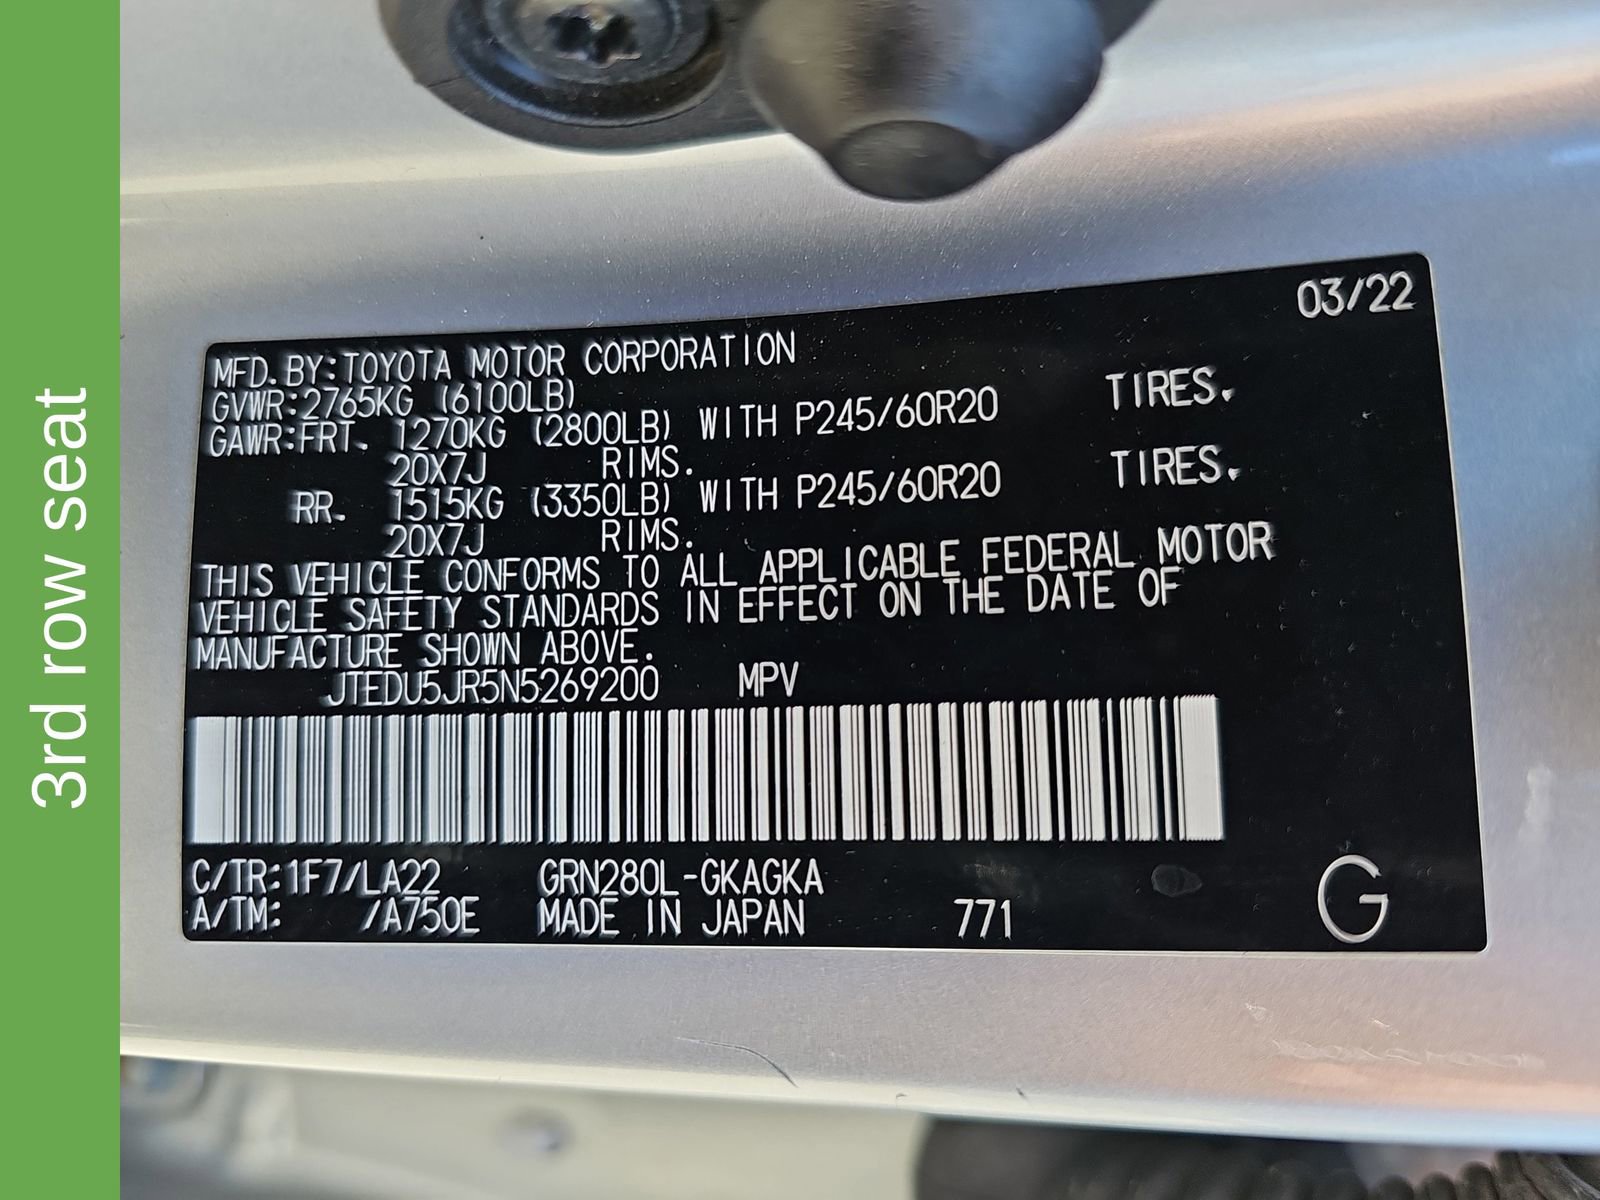 3rd row seat
03/22
MFD. BY:TOYOTA MOTOR CORPORATION
GVWR:2765KG (6100LB)
GAWR:FRT. 1270KG (2800LB) WITH P245/60R20 TIRES.
20X7J RIMS.
RR. 1515KG (3350LB) WITH P245/60R20 TIRES.
20X7J RIMS.
THIS VEHICLE CONFORMS TO ALL APPLICABLE FEDERAL MOTOR
VEHICLE SAFETY STANDARDS IN EFFECT ON THE DATE OF
MANUFACTURE SHOWN ABOVE.
JTEDU5JR5N5269200 MPV
C/TR:1F7/LA22 GRN280L-GKAGKA
A/TM: /A750E MADE IN JAPAN 771
G